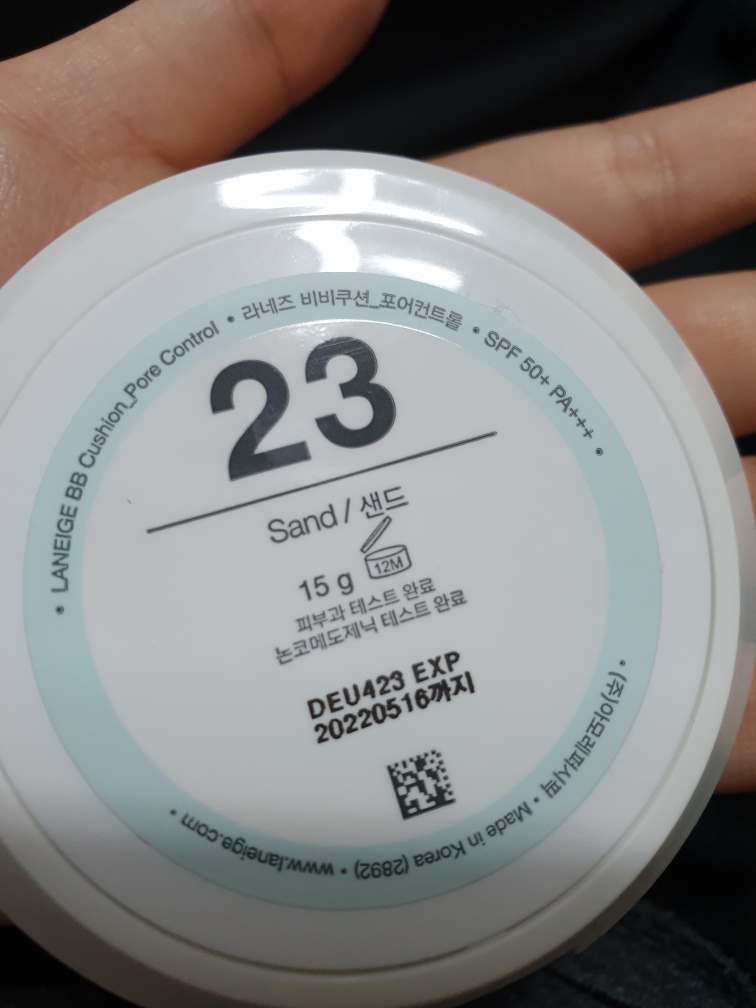 • LANEIGE BB Cushion_Pore Control • 라네즈 비비쿠션_포어컨트롤 • SPF 50+ PA+++ •
23
Sand / 샌드
15 g 12M
피부과 테스트 완료
논코메도제닉 테스트 완료
DEU423 EXP
20220516까지
• (주)아모레퍼시픽 • Made in Korea (2892) • www.laneige.com •